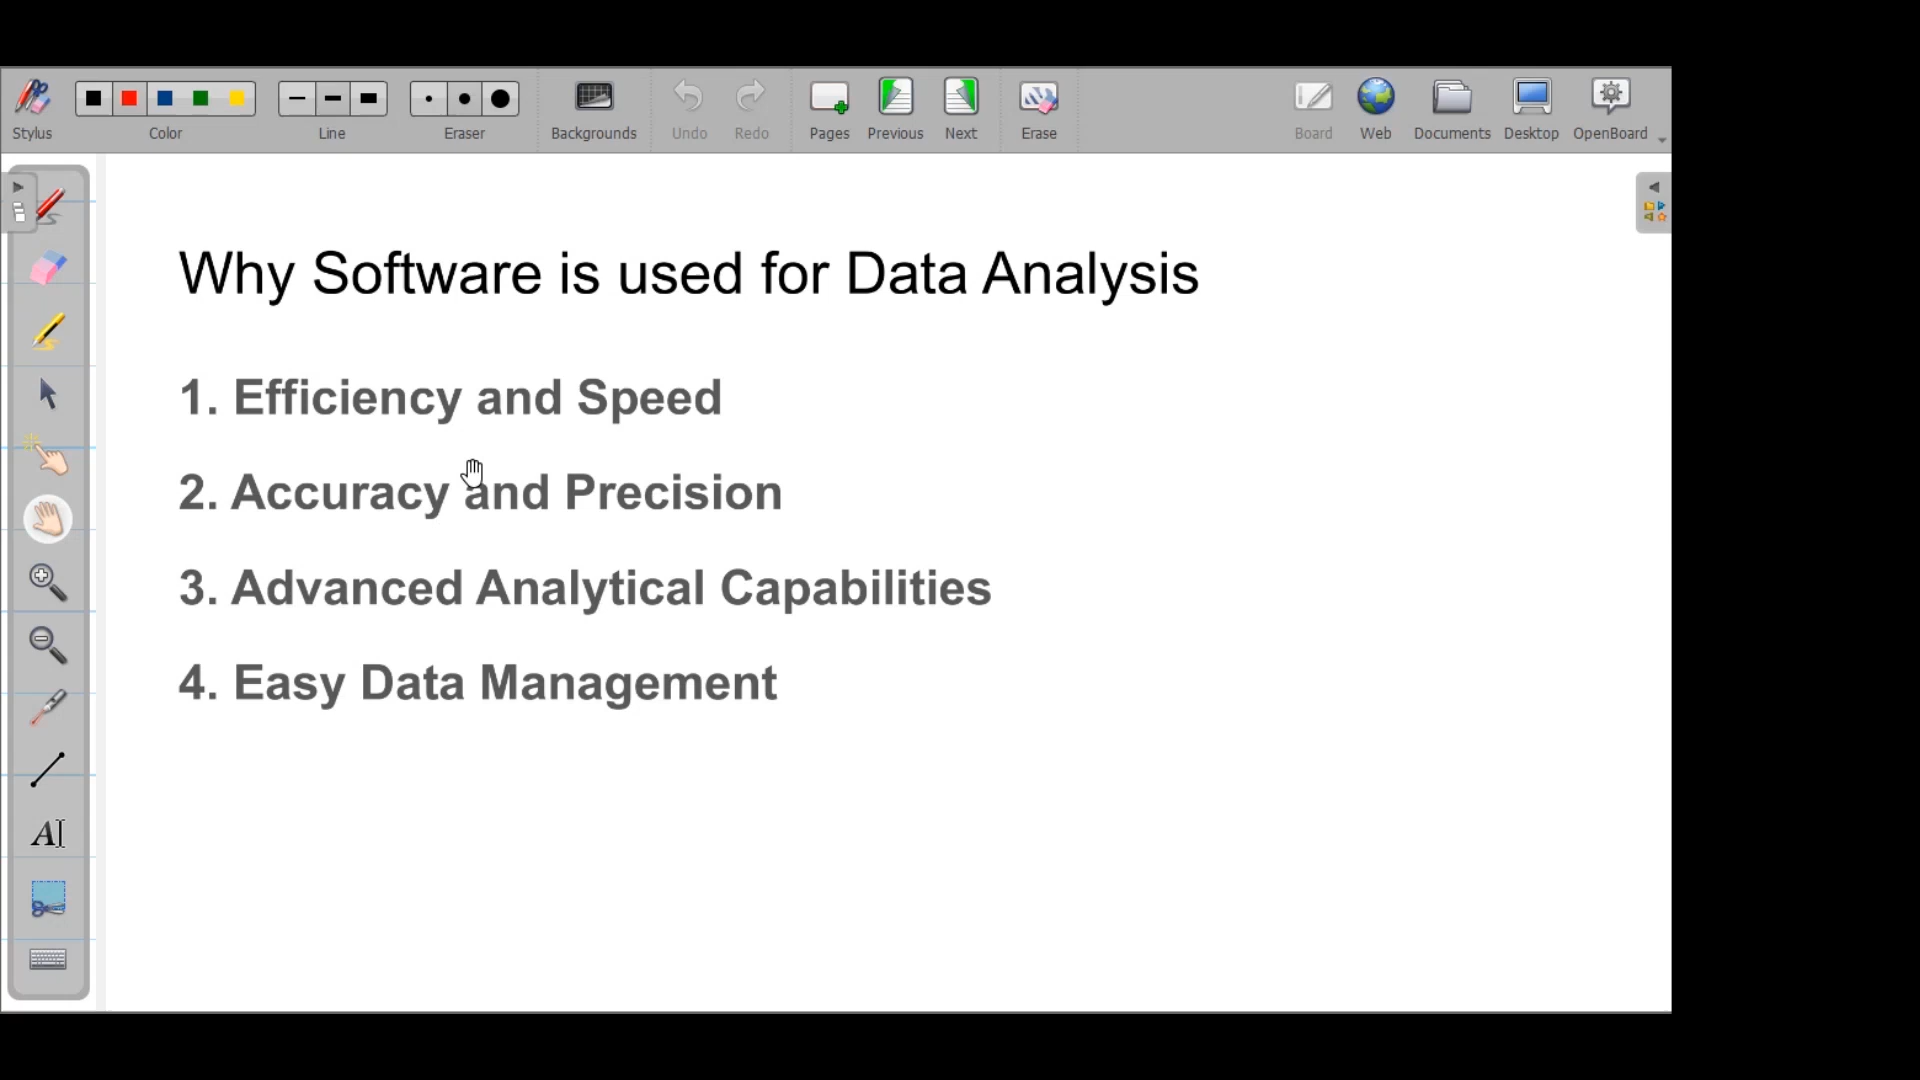 Stylus
Color
Line
Eraser
Backgrounds
Undo
Redo
Pages
Previous
Next
Erase
Board
Web
Documents
Desktop
OpenBoard
Why Software is used for Data Analysis
1. Efficiency and Speed
2. Accuracy and Precision
3. Advanced Analytical Capabilities
4. Easy Data Management